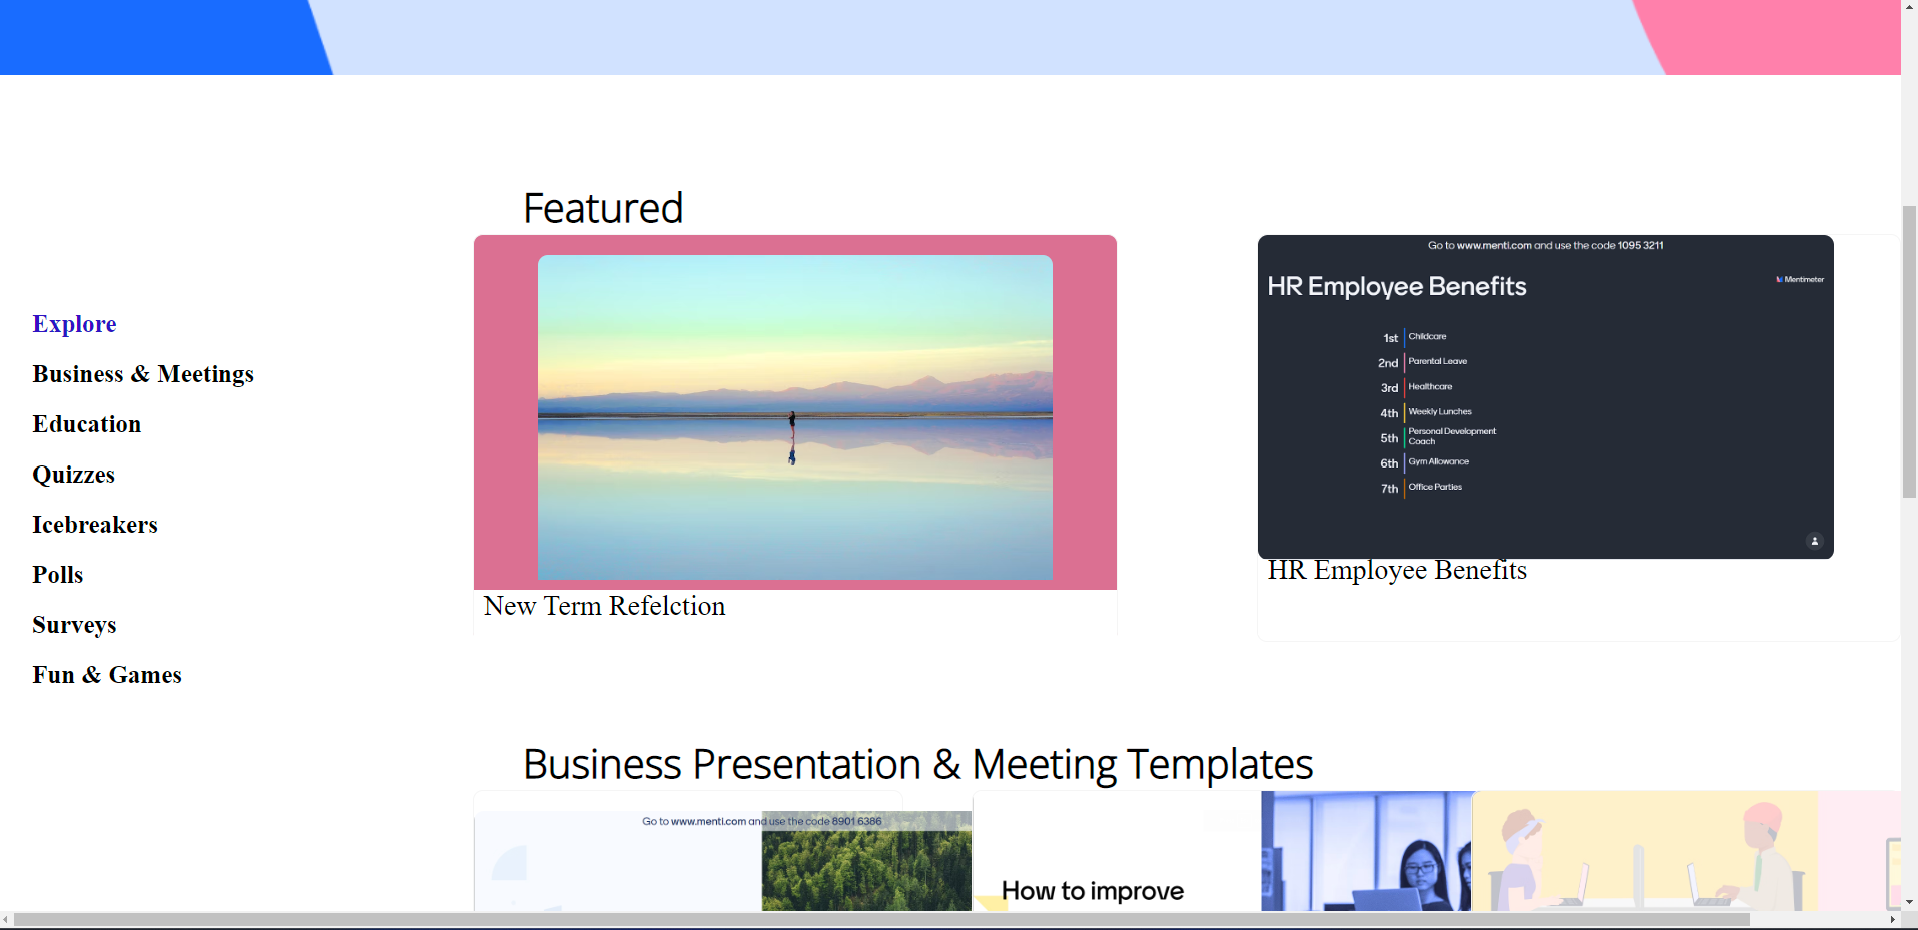 Featured
Go to www.menti.com and use the code 1095 3211
HR Employee Benefits
Mentimeter
1st Childcare
2nd Parental Leave
3rd Healthcare
4th Weekly Lunches
5th Personal Development
Coach
6th Gym Allowance
7th Office Parties
New Term Refelction
HR Employee Benefits
Explore
Business & Meetings
Education
Quizzes
Icebreakers
Polls
Surveys
Fun & Games
Business Presentation & Meeting Templates
Go to www.menti.com and use the code 8901 6386
How to improve